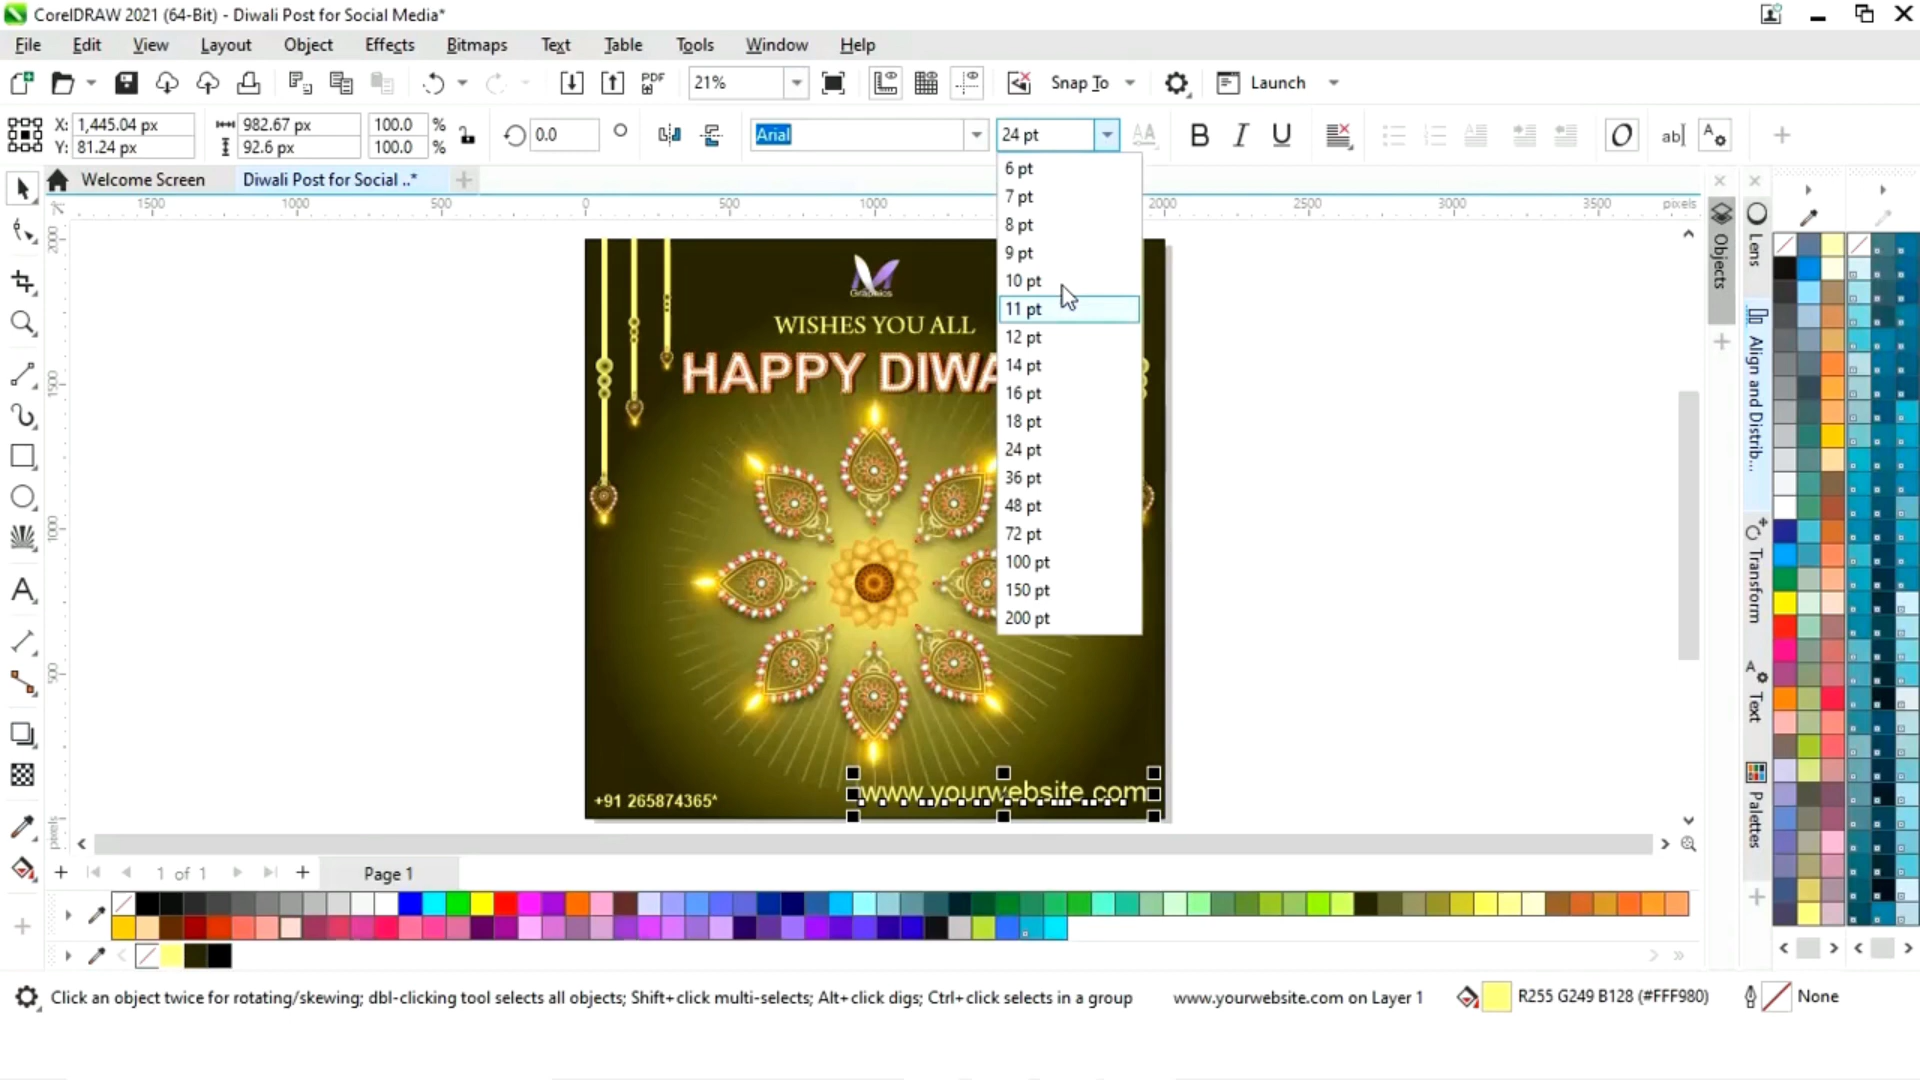 CorelDRAW 2021 (64-Bit) - Diwali Post for Social Media*
File Edit View Layout Object Effects Bitmaps Text Table Tools Window Help
PDF 21% Snap To Launch
X: 1,445.04 px 982.67 px 100.0 % 0.0 Arial 24 pt B I U O ab
Y: 81.24 px 92.6 px 100.0 %
Welcome Screen Diwali Post for Social ..*
1500 1000 500 0 500 1000 2000 2500 3000 3500 pixels
2000
1500
1000
500
pixels
6 pt
7 pt
8 pt
9 pt
10 pt
11 pt
12 pt
14 pt
16 pt
18 pt
24 pt
36 pt
48 pt
72 pt
100 pt
150 pt
200 pt
Graphics
WISHES YOU ALL
HAPPY DIWA
+91 265874365*
www.yourwebsite.com
Objects
Lens
Align and Distrib...
Transform
Text
Palettes
1 of 1 Page 1
Click an object twice for rotating/skewing; dbl-clicking tool selects all objects; Shift+click multi-selects; Alt+click digs; Ctrl+click selects in a group www.yourwebsite.com on Layer 1 R255 G249 B128 (#FFF980) None